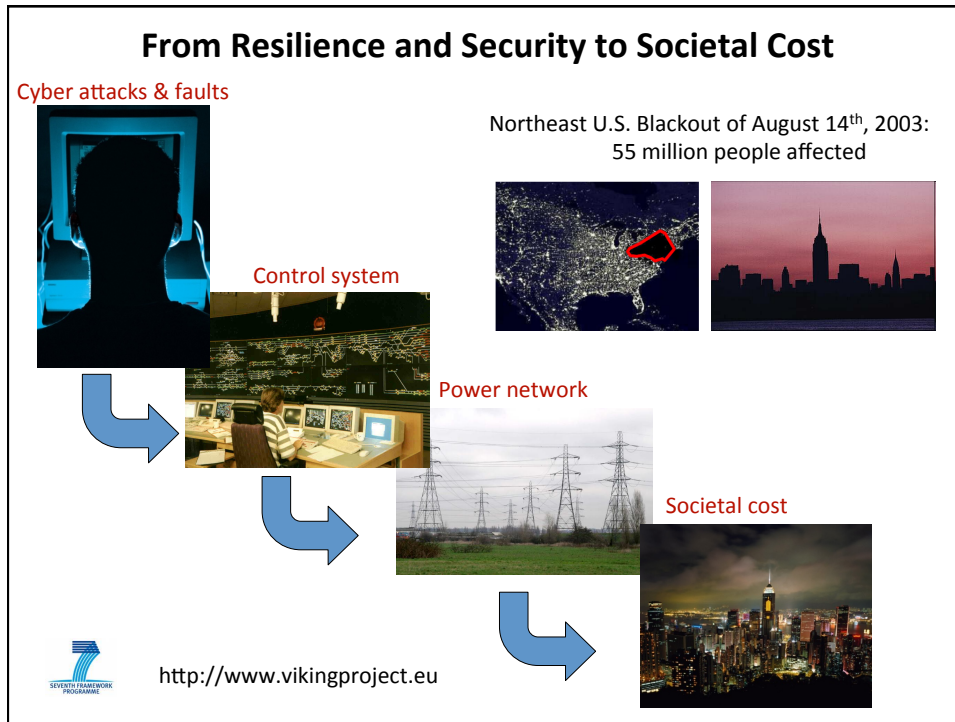 From Resilience and Security to Societal Cost
Cyber attacks & faults
Northeast U.S. Blackout of August 14th, 2003:
55 million people affected
Control system
Power network
Societal cost
SEVENTH FRAMEWORK
PROGRAMME
http://www.vikingproject.eu